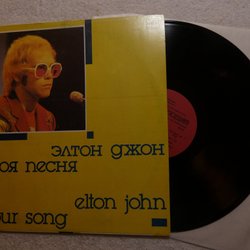 элтон джон
оя песня
elton john
our song